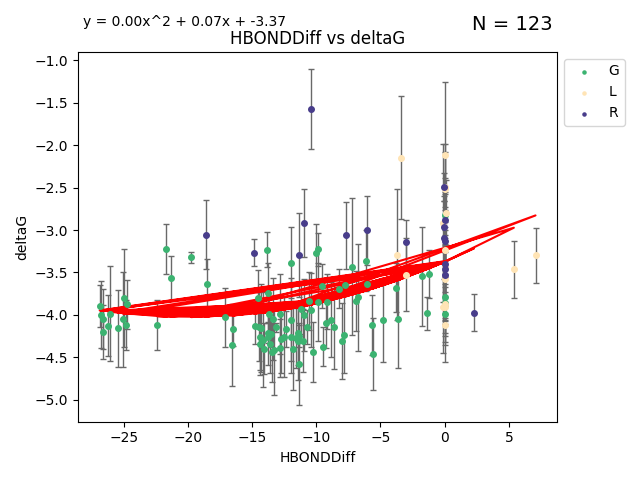 y = 0.00x^2 + 0.07x + -3.37
N = 123
HBONDDiff vs deltaG
−1.0
−1.5
−2.0
−2.5
−3.0
−3.5
−4.0
−4.5
−5.0
deltaG
−25
−20
−15
−10
−5
0
5
HBONDDiff
G
L
R